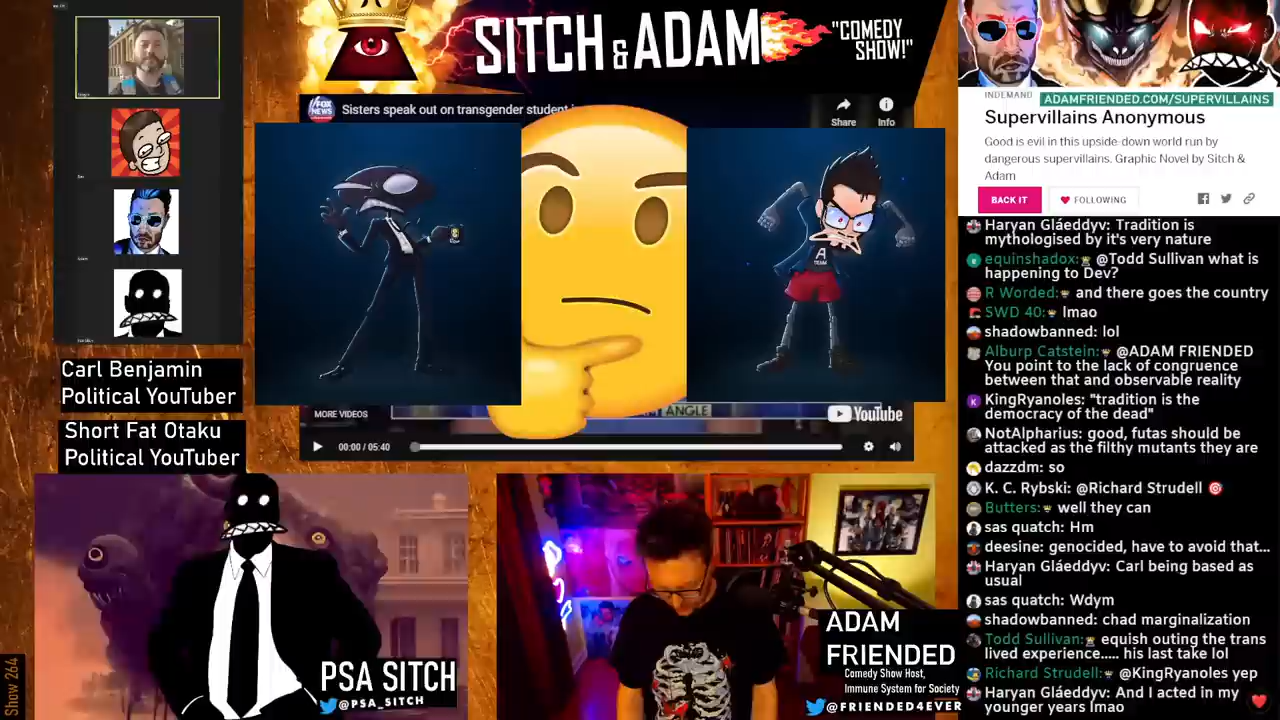 SITCH & ADAM
"COMEDY
SHOW!"
FOX
NEWS
Sisters speak out on transgender student i
Share
Info
A
TEAM
MORE VIDEOS
ANGLE
YouTube
00:00 / 05:40
Carl Benjamin
Political YouTuber
Short Fat Otaku
Political YouTuber
PSA SITCH
@PSA_SITCH
ADAM
FRIENDED
Comedy Show Host,
Immune System for Society
@FRIENDED4EVER
Show 264
INDEMAND
ADAMFRIENDED.COM/SUPERVILLAINS
Supervillains Anonymous
Good is evil in this upside-down world run by
dangerous supervillains. Graphic Novel by Sitch &
Adam
BACK IT
FOLLOWING
Haryan Gláeddyv: Tradition is
mythologised by it's very nature
equinshadox: @Todd Sullivan what is
happening to Dev?
R Worded: and there goes the country
SWD 40: lmao
shadowbanned: lol
Alburp Catstein: @ADAM FRIENDED
You point to the lack of congruence
between that and observable reality
KingRyanoles: "tradition is the
democracy of the dead"
NotAlpharius: good, futas should be
attacked as the filthy mutants they are
dazzdm: so
K. C. Rybski: @Richard Strudell 🎯
Butters: well they can
sas quatch: Hm
deesine: genocided, have to avoid that...
Haryan Gláeddyv: Carl being based as
usual
sas quatch: Wdym
shadowbanned: chad marginalization
Todd Sullivan: equish outing the trans
lived experience..... his last take lol
Richard Strudell: @KingRyanoles yep
Haryan Gláeddyv: And I acted in my
younger years lmao